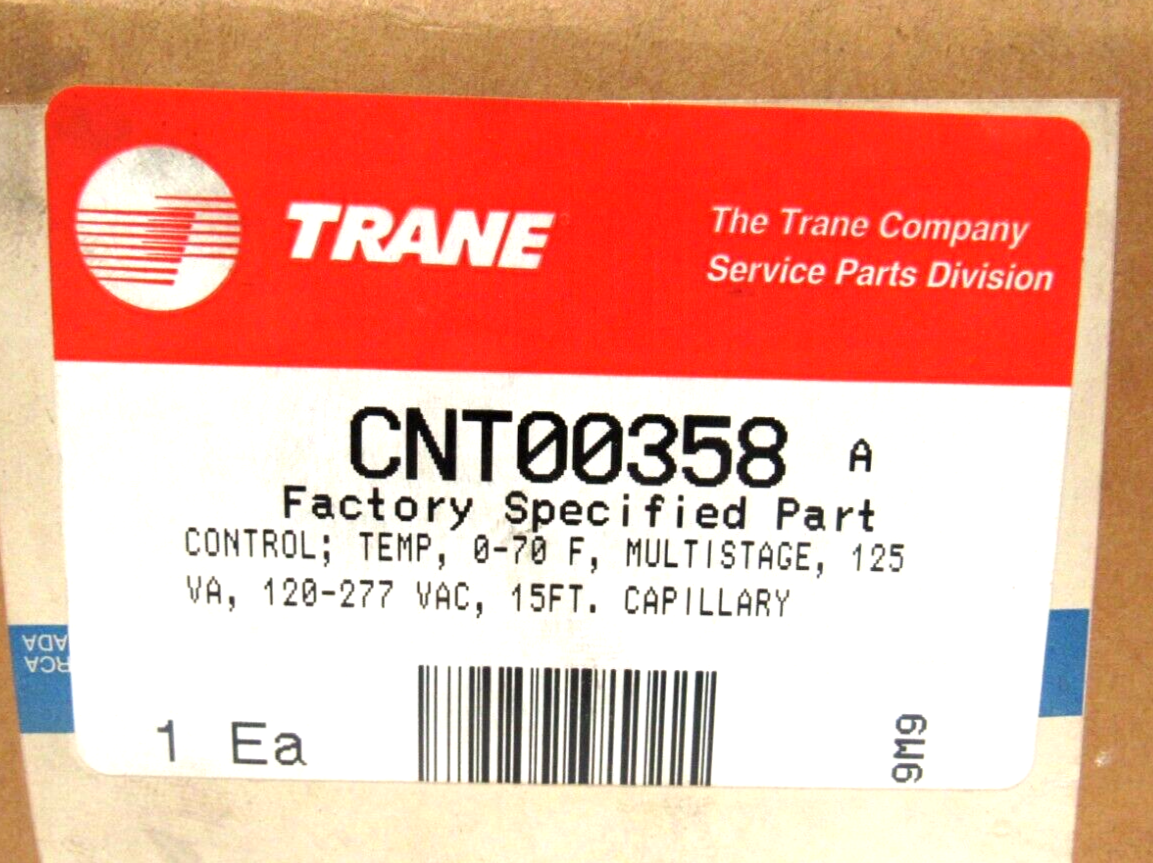 TRANE
The Trane Company
Service Parts Division
CNT00358 A
Factory Specified Part
CONTROL; TEMP, 0-70 F, MULTISTAGE, 125
VA, 120-277 VAC, 15FT. CAPILLARY
1 Ea
9M9